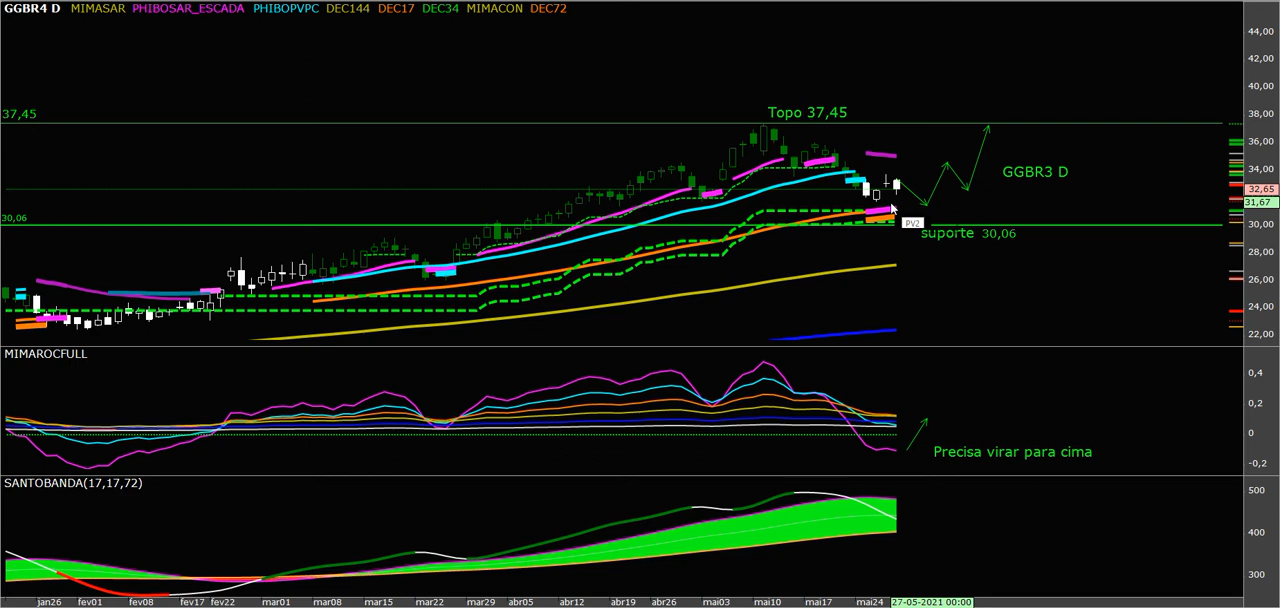 GGBR4 D MIMASAR PHIBOSAR_ESCADA PHIBOPVPC DEC144 DEC17 DEC34 MIMACON DEC72
44,00
42,00
40,00
38,00
36,00
34,00
32,65
31,67
30,00
28,00
26,00
24,00
22,00
37,45
Topo 37,45
GGBR3 D
30,06
PV2
suporte 30,06
MIMAROCFULL
0,4
0,2
0
-0,2
Precisa virar para cima
SANTOBANDA(17,17,72)
500
400
300
jan26 fev01 fev08 fev17 fev22 mar01 mar08 mar15 mar22 mar29 abr05 abr12 abr19 abr26 mai03 mai10 mai17 mai24 27-05-2021 00:00